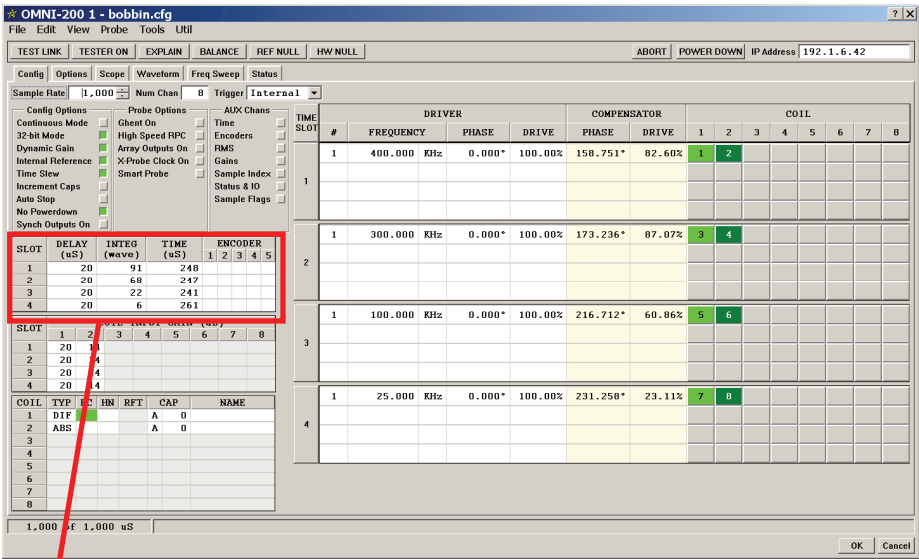 OMNI-200 1 - bobbin.cfg
File Edit View Probe Tools Util
TEST LINK TESTER ON EXPLAIN BALANCE REF NULL HW NULL ABORT POWER DOWN IP Address 192.1.6.42
Config Options Scope Waveform Freq Sweep Status
Sample Rate 1,000 Num Chan 8 Trigger Internal
Config Options
Continuous Mode
32-bit Mode
Dynamic Gain
Internal Reference
Time Slew
Increment Caps
Auto Stop
No Powerdown
Synch Outputs On
Probe Options
Ghent On
High Speed RPC
Array Outputs On
X-Probe Clock On
Smart Probe
AUX Chans
Time
Encoders
RMS
Gains
Sample Index
Status & IO
Sample Flags
SLOT DELAY (uS) INTEG (wave) TIME (uS) ENCODER 1 2 3 4 5
1 20 91 248
2 20 68 247
3 20 22 241
4 20 6 261
SLOT COIL INPUT GAIN (dB)
1 2 3 4 5 6 7 8
1 20 14
2 20 14
3 20 14
4 20 14
COIL TYP HN RFT CAP NAME
1 DIF A 0
2 ABS A 0
3
4
5
6
7
8
TIME SLOT DRIVER COMPENSATOR COIL
# FREQUENCY PHASE DRIVE PHASE DRIVE 1 2 3 4 5 6 7 8
1 1 400.000 KHz 0.000° 100.00% 158.751° 82.60% 1 2
2 1 300.000 KHz 0.000° 100.00% 173.236° 87.07% 3 4
3 1 100.000 KHz 0.000° 100.00% 216.712° 60.86% 5 6
4 1 25.000 KHz 0.000° 100.00% 231.258° 23.11% 7 8
1,000 of 1,000 uS
OK Cancel